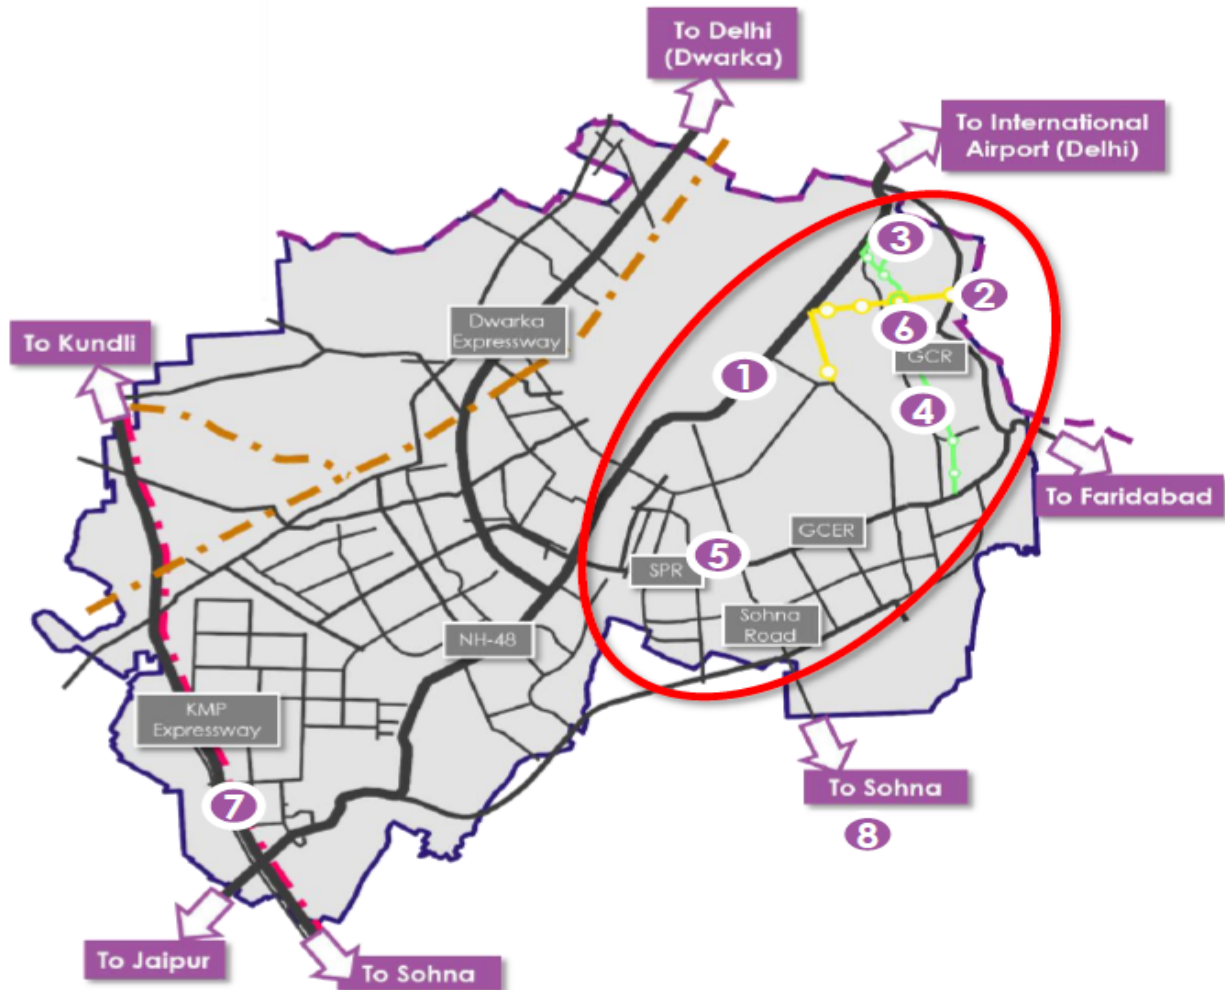 To Delhi
(Dwarka)
To International
Airport (Delhi)
3
2
Dwarka
Expressway
6
To Kundli
GCR
1
4
To Faridabad
GCER
5
SPR
Sohna
Road
NH-48
KMP
Expressway
To Sohna
7
8
To Jaipur
To Sohna